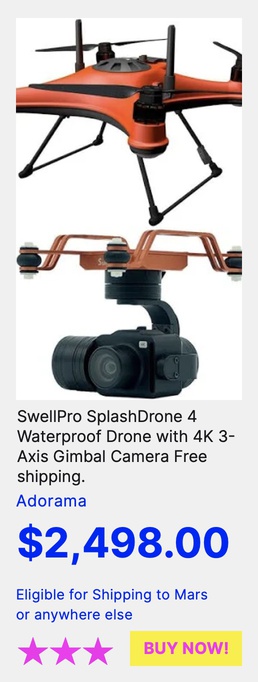 SwellPro SplashDrone 4
Waterproof Drone with 4K 3-
Axis Gimbal Camera Free
shipping.
Adorama
$2,498.00
Eligible for Shipping to Mars
or anywhere else
BUY NOW!